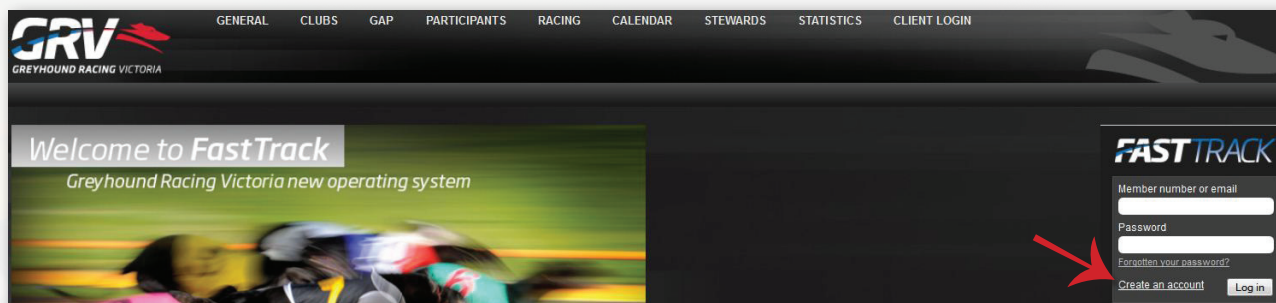 GENERAL CLUBS GAP PARTICIPANTS RACING CALENDAR STEWARDS STATISTICS CLIENT LOGIN
GRV
GREYHOUND RACING VICTORIA
Welcome to FastTrack
Greyhound Racing Victoria new operating system
FASTTRACK
Member number or email
Password
Forgotten your password?
Create an account Log in